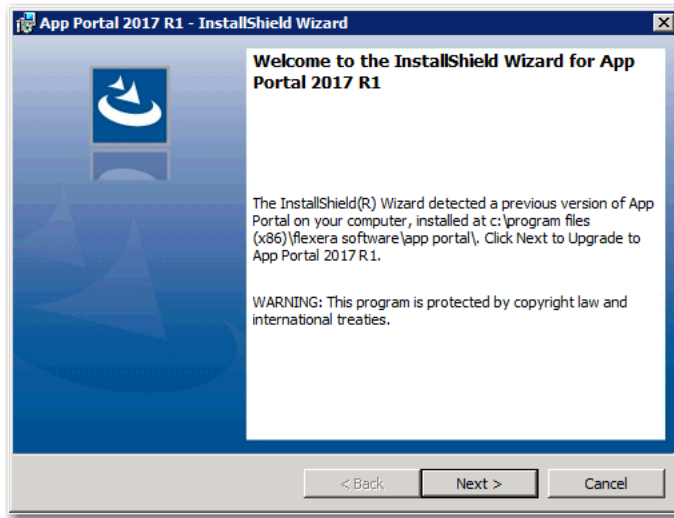 App Portal 2017 R1 - InstallShield Wizard
Welcome to the InstallShield Wizard for App
Portal 2017 R1
The InstallShield(R) Wizard detected a previous version of App
Portal on your computer, installed at c:\program files
(x86)\flexera software\app portal\. Click Next to Upgrade to
App Portal 2017 R1.
WARNING: This program is protected by copyright law and
international treaties.
< Back
Next >
Cancel